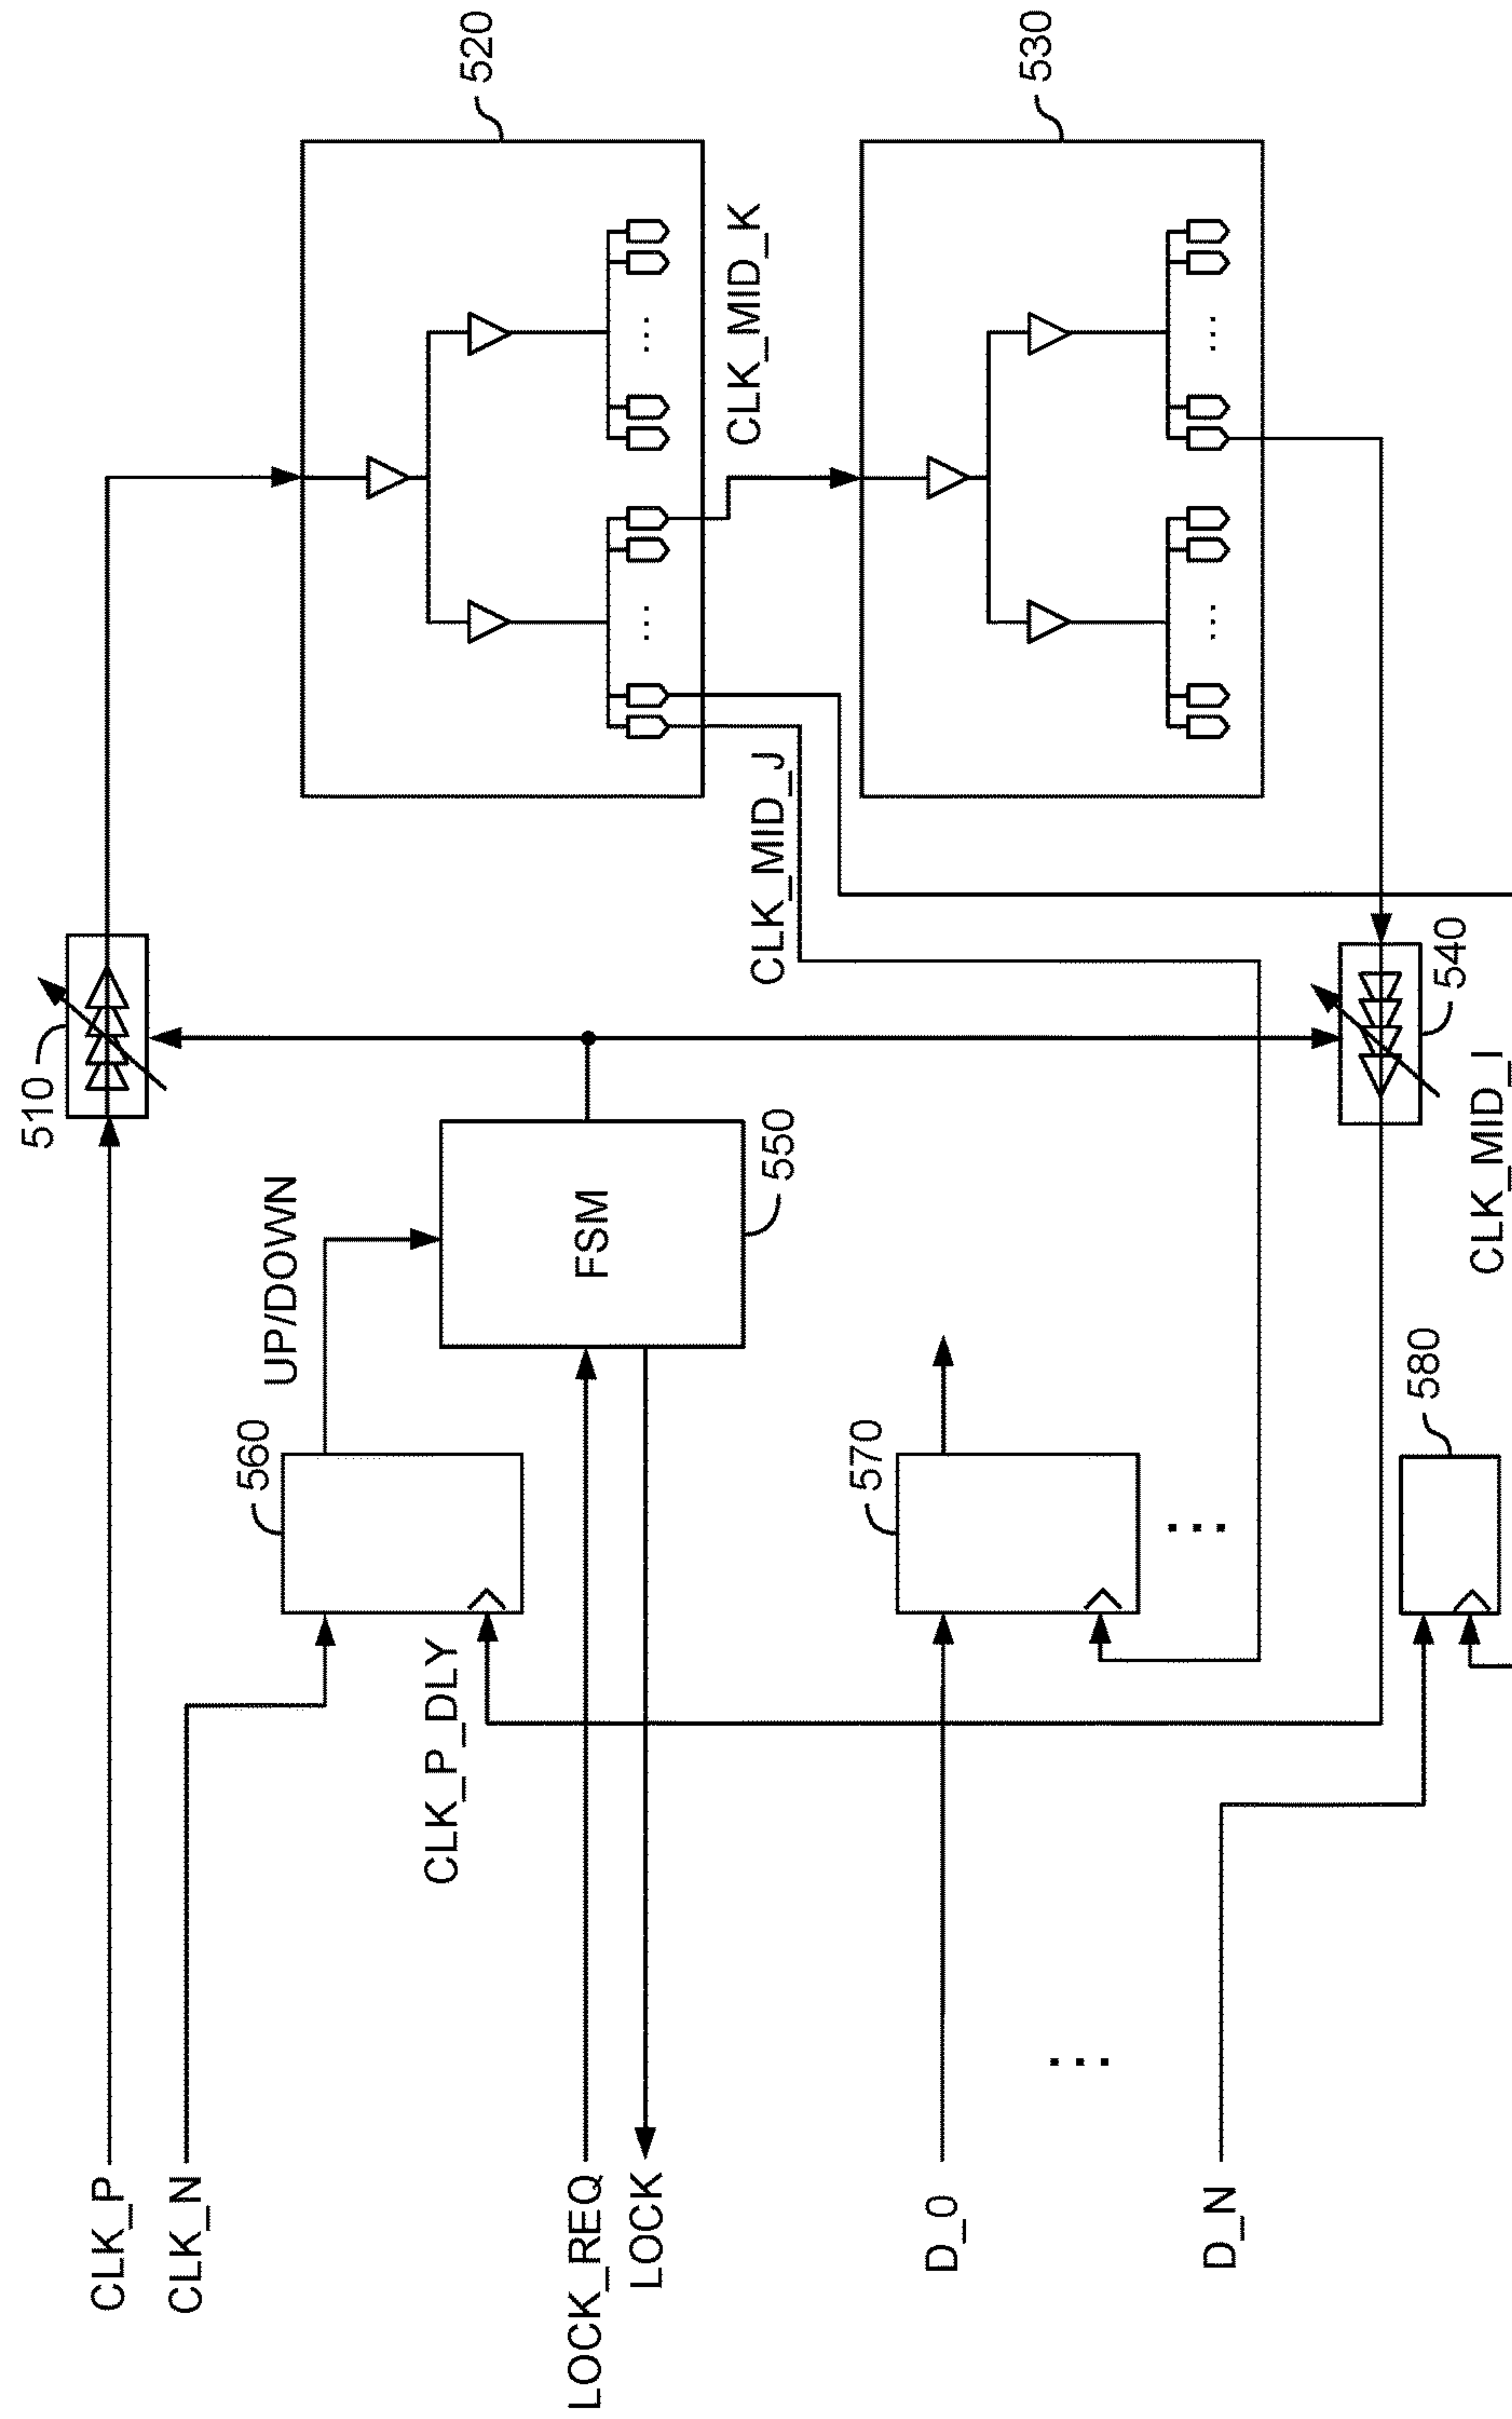 CLK_P
CLK_N
LOCK_REQ
LOCK
D_0
...
D_N
510
520
530
540
550
560
570
580
UP/DOWN
FSM
CLK_P_DLY
CLK_MID_K
CLK_MID_J
CLK_MID_I
...
...
...
...
...